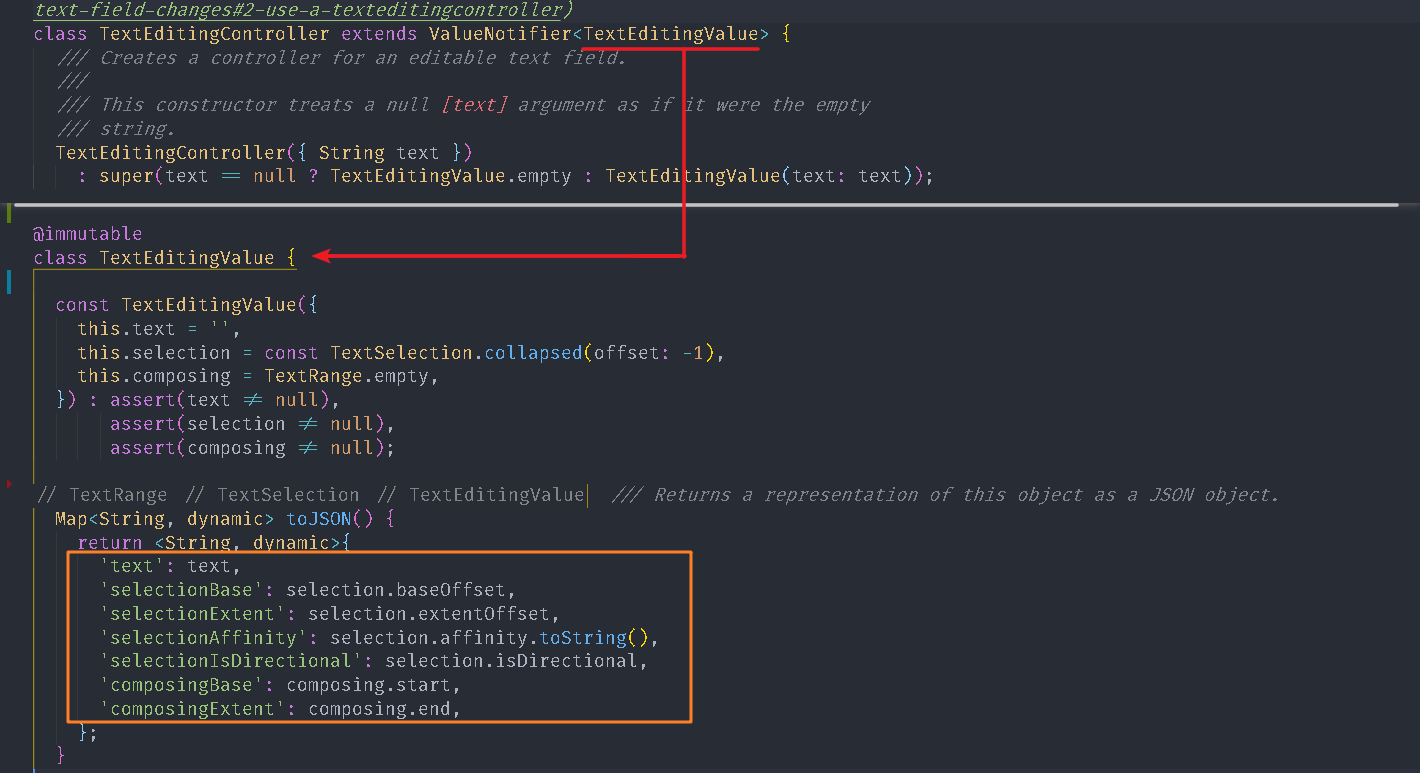 text-field-changes#2-use-a-texteditingcontroller)
class TextEditingController extends ValueNotifier<TextEditingValue> {
/// Creates a controller for an editable text field.
///
/// This constructor treats a null [text] argument as if it were the empty
/// string.
TextEditingController({ String text })
: super(text == null ? TextEditingValue.empty : TextEditingValue(text: text));
@immutable
class TextEditingValue {
const TextEditingValue({
this.text = '',
this.selection = const TextSelection.collapsed(offset: -1),
this.composing = TextRange.empty,
}) : assert(text != null),
assert(selection != null),
assert(composing != null);
// TextRange // TextSelection // TextEditingValue /// Returns a representation of this object as a JSON object.
Map<String, dynamic> toJSON() {
return <String, dynamic>{
'text': text,
'selectionBase': selection.baseOffset,
'selectionExtent': selection.extentOffset,
'selectionAffinity': selection.affinity.toString(),
'selectionIsDirectional': selection.isDirectional,
'composingBase': composing.start,
'composingExtent': composing.end,
};
}